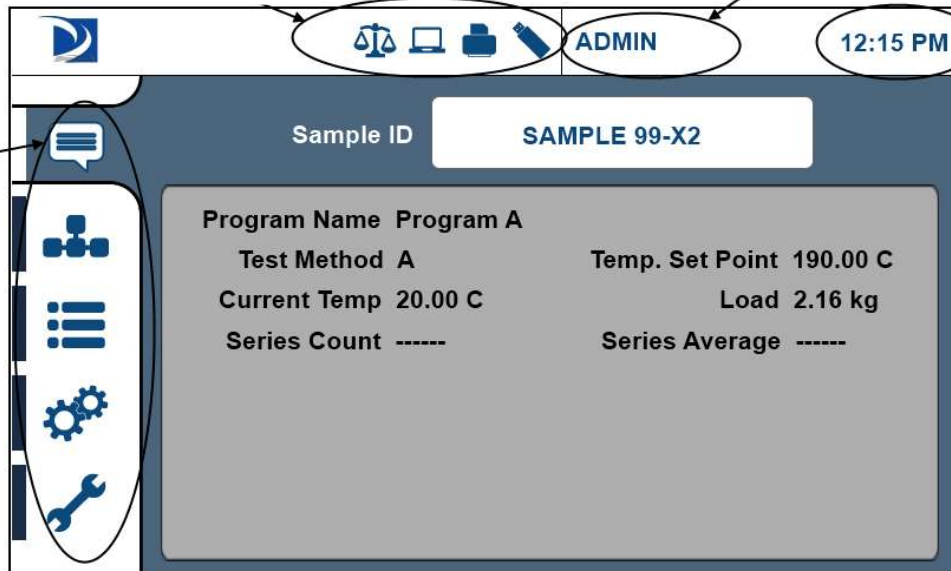 ADMIN
12:15 PM
Sample ID SAMPLE 99-X2
Program Name Program A
Test Method A Temp. Set Point 190.00 C
Current Temp 20.00 C Load 2.16 kg
Series Count ------ Series Average ------